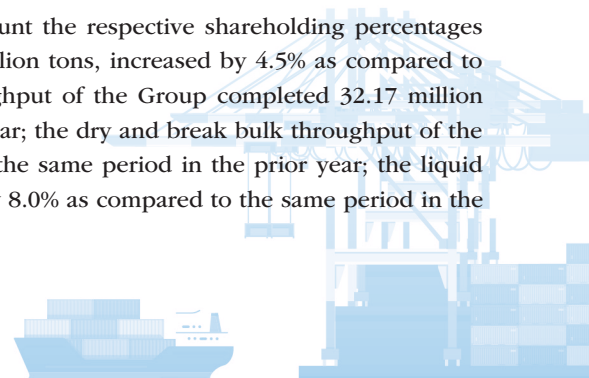 unt the respective shareholding percentages
lion tons, increased by 4.5% as compared to
ghput of the Group completed 32.17 million
ar; the dry and break bulk throughput of the
the same period in the prior year; the liquid
8.0% as compared to the same period in the